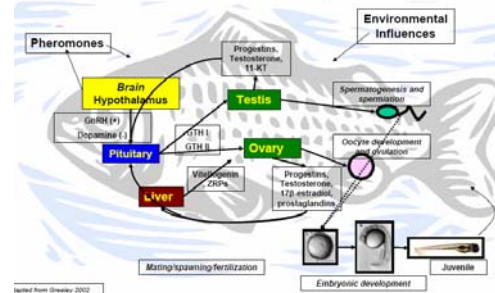 Environmental
Influences
Pheromones
Progestins,
Testosterone,
11-KT
Brain
Hypothalamus
Testis
Spermatogenesis and
spermiation
GnRH (+)
Dopamine (-)
GTH I
GTH II
Pituitary
Ovary
Oocyte development
and ovulation
Vitellogenin
ZRPs
Liver
Progestins,
Testosterone,
17β estradiol,
proslaglandins
Mating/spawning/fertilization
Juvenile
Embryonic development
dapted from Greeley 2002